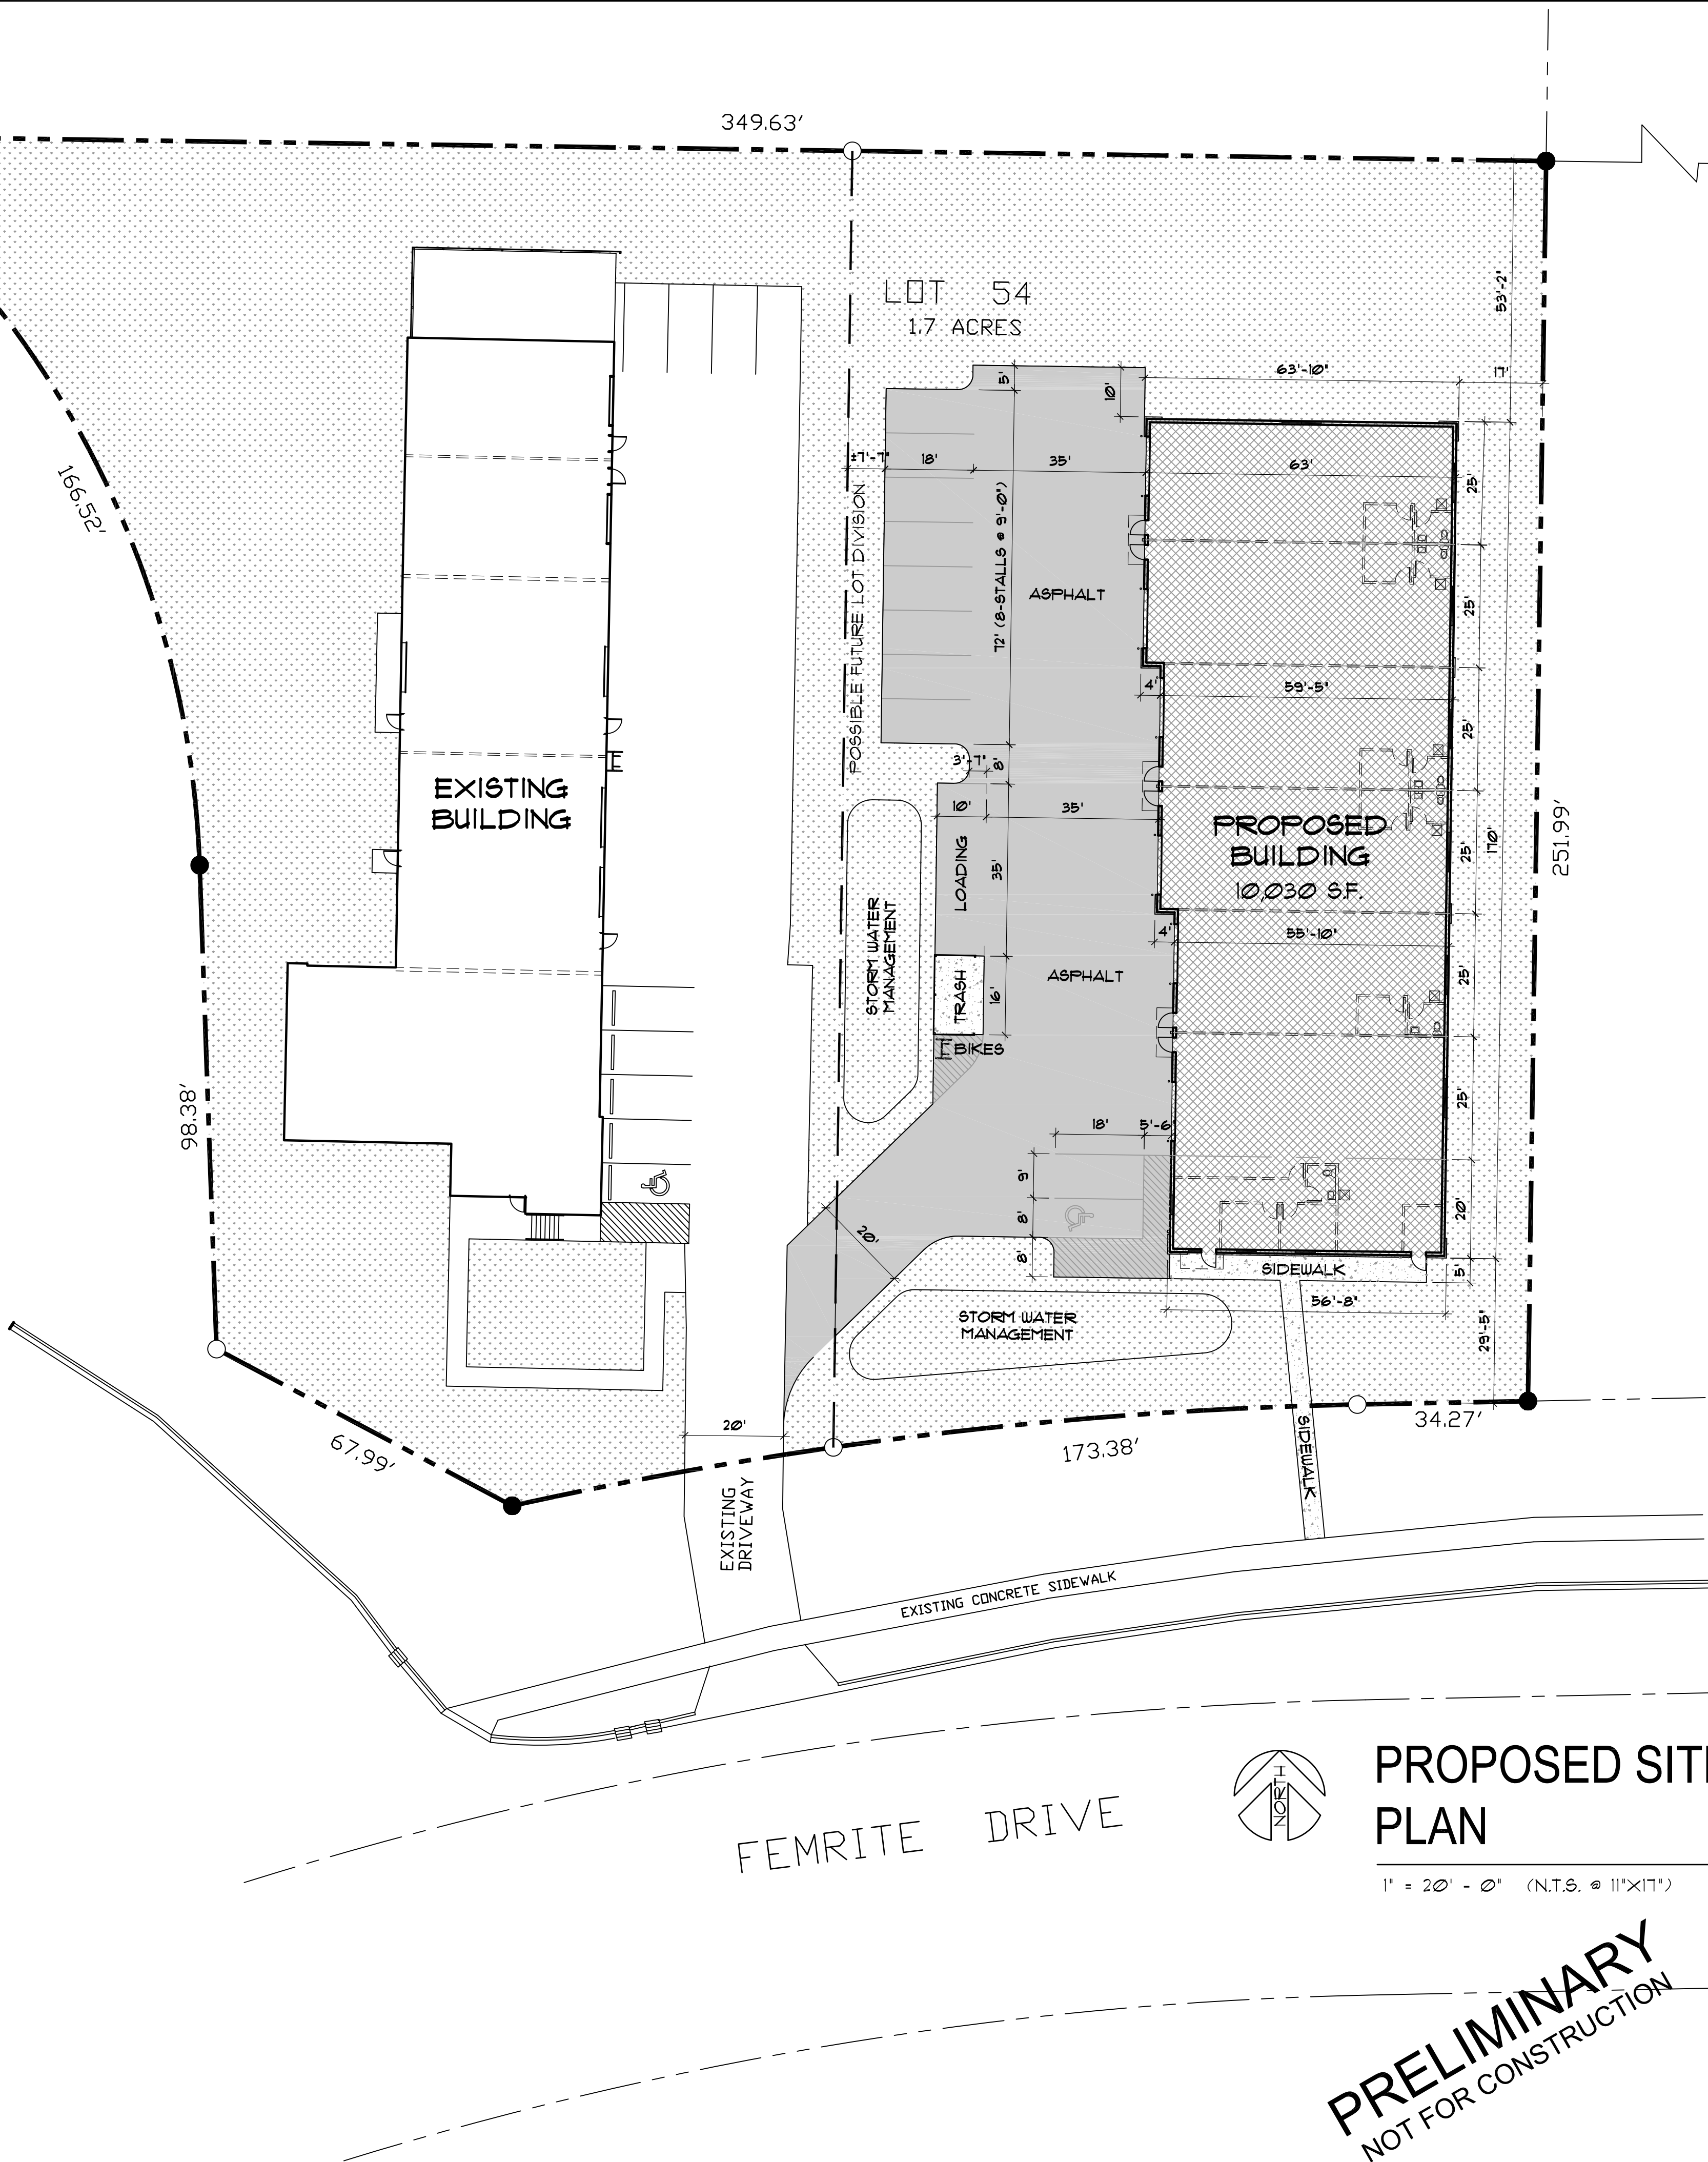 349.63'
LOT 54
1.7 ACRES
53'-2"
63'-10"
17'
5'
10'
166.52'
±7'-7"
18'
35'
63'
25'
POSSIBLE FUTURE LOT DIVISION
72' (8-STALLS @ 9'-0")
ASPHALT
25'
4'
59'-5"
25'
EXISTING
BUILDING
3'-7"
8'
10'
35'
LOADING
35'
PROPOSED
BUILDING
10,030 S.F.
25'
170'
251.99'
STORM WATER
MANAGEMENT
4'
55'-10"
25'
TRASH
16'
ASPHALT
BIKES
98.38'
25'
18'
5'-6
9'
8'
8'
20'
20'
SIDEWALK
5'
56'-8"
STORM WATER
MANAGEMENT
29'-5"
20'
67.99'
173.38'
34.27'
SIDEWALK
EXISTING
DRIVEWAY
EXISTING CONCRETE SIDEWALK
FEMRITE DRIVE
NORTH
PROPOSED SIT
PLAN
1" = 20' - 0" (N.T.S. @ 11"X17")
PRELIMINARY
NOT FOR CONSTRUCTION